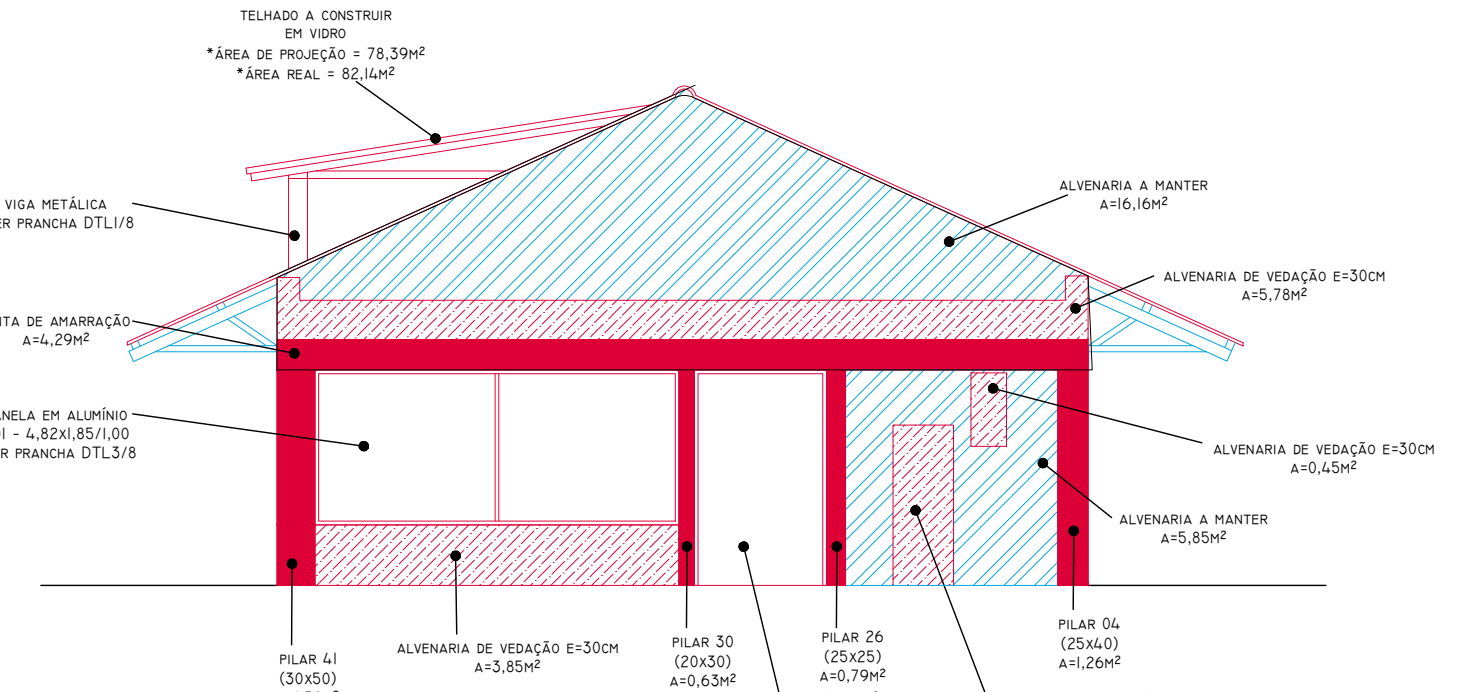 TELHADO A CONSTRUIR
EM VIDRO
*ÁREA DE PROJEÇÃO = 78,39M²
*ÁREA REAL = 82,14M²
VIGA METÁLICA
PRANCHA DTL1/8
ALVENARIA A MANTER
A=16,16M²
ALVENARIA DE VEDAÇÃO E=30CM
A=5,78M²
DE AMARRAÇÃO
A=4,29M²
EM ALUMÍNIO
- 4,82X1,85/1,00
PRANCHA DTL3/8
ALVENARIA DE VEDAÇÃO E=30CM
A=0,45M²
ALVENARIA A MANTER
A=5,85M²
PILAR 41
(30X50)
ALVENARIA DE VEDAÇÃO E=30CM
A=3,85M²
PILAR 30
(20X30)
A=0,63M²
PILAR 26
(25X25)
A=0,79M²
PILAR 04
(25X40)
A=1,26M²